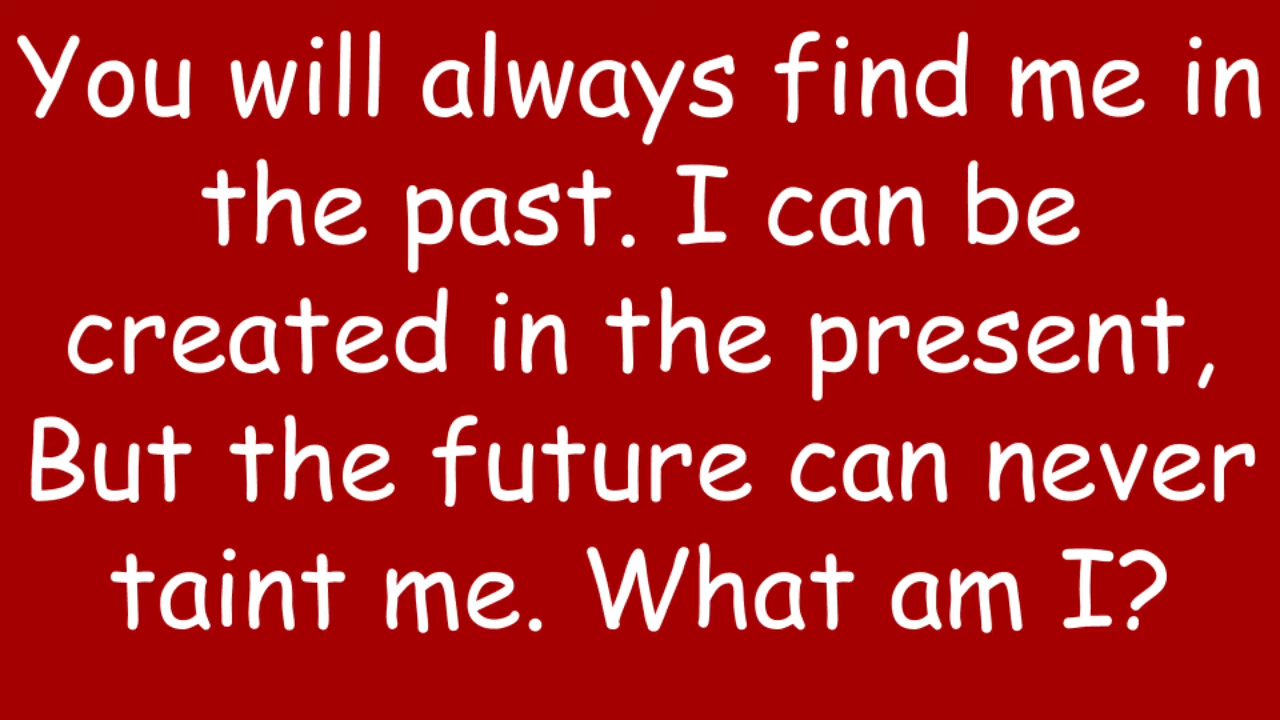 You will always find me in
the past. I can be
created in the present,
But the future can never
taint me. What am I?